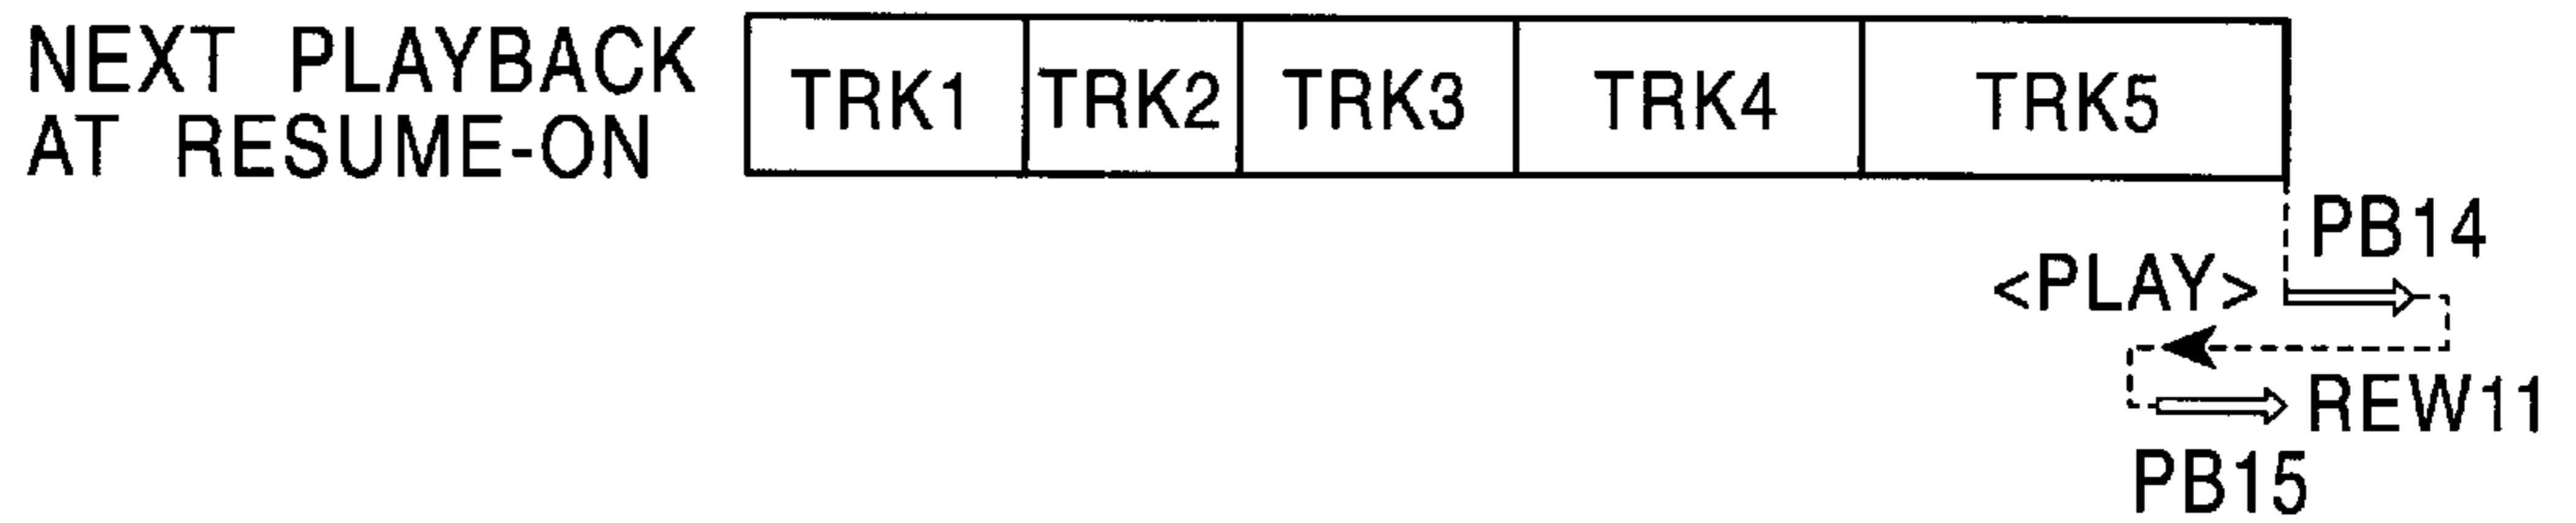 NEXT PLAYBACK
AT RESUME-ON
TRK1 TRK2 TRK3 TRK4 TRK5
PB14
<PLAY>
REW11
PB15